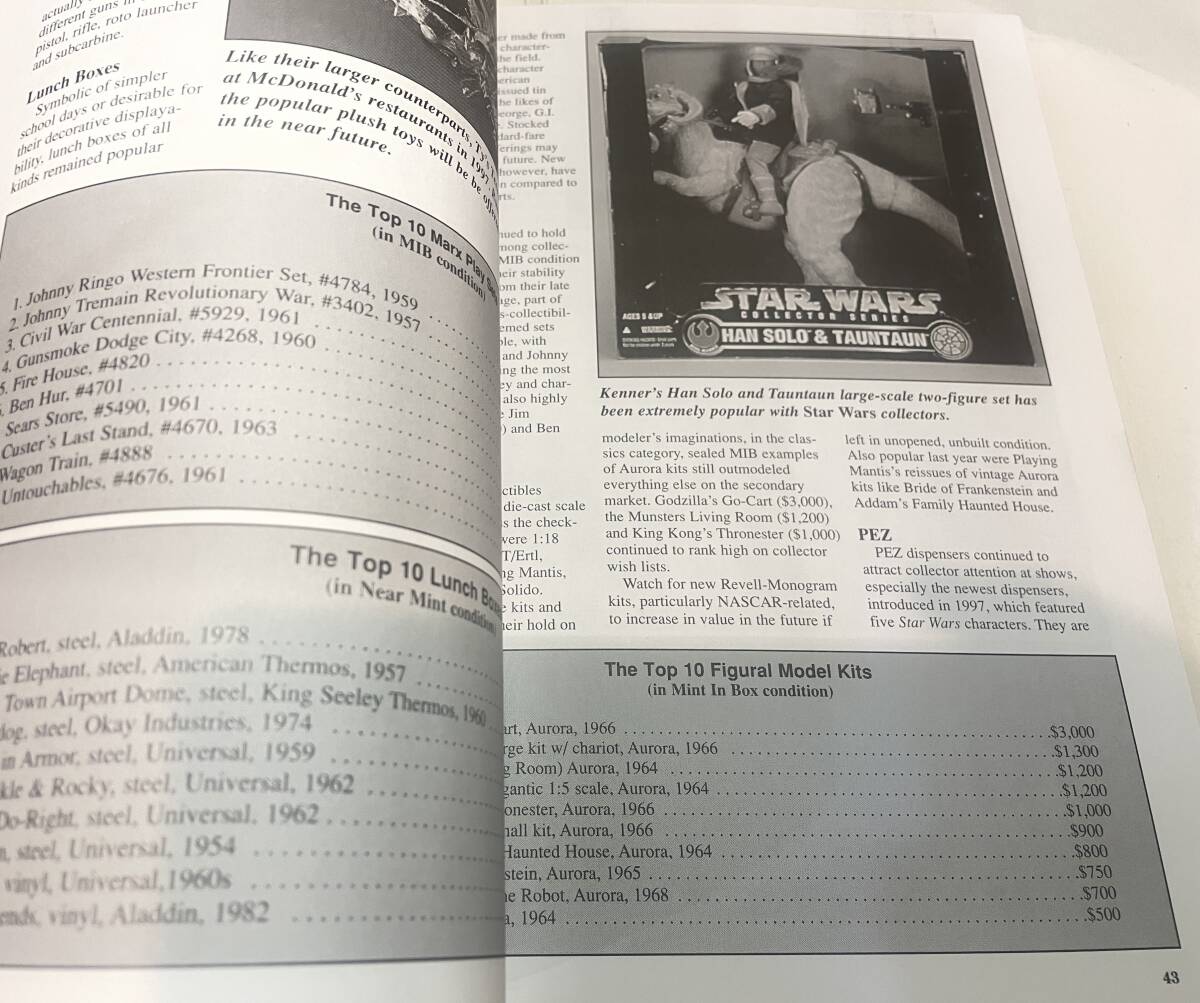 actually
different guns in
pistol, rifle, roto launcher
and subcarbine.
Lunch Boxes
Symbolic of simpler
school days or desirable for
their decorative displaya-
bility, lunch boxes of all
kinds remained popular
Like their larger counterparts, Ty's
at McDonald's restaurants in 1997.
the popular plush toys will be be
in the near future.
The Top 10 Marx Play
(in MIB condition)
1. Johnny Ringo Western Frontier Set, #4784, 1959
2. Johnny Tremain Revolutionary War, #3402, 1957
3. Civil War Centennial, #5929, 1961
4. Gunsmoke Dodge City, #4268, 1960
5. Fire House, #4820
Ben Hur, #4701
Sears Store, #5490, 1961
Custer's Last Stand, #4670, 1963
Wagon Train, #4888
Untouchables, #4676, 1961
The Top 10 Lunch
(in Near Mint condition)
Robert, steel, Aladdin, 1978
Elephant, steel, American Thermos, 1957
Town Airport Dome, steel, King Seeley Thermos, 1960
steel, Okay Industries, 1974
Armor, steel, Universal, 1959
& Rocky, steel, Universal, 1962
Do-Right, steel, Universal, 1962
steel, Universal, 1954
vinyl, Universal, 1960s
vinyl, Aladdin, 1982
made from
character-
field.
character
issued tin
likes of
G.I.
Stocked
may
future. New
however, have
compared to
to hold
collec-
MIB condition
stability
their late
part of
sets
with
and Johnny
the most
and char-
also highly
Jim
and Ben
die-cast scale
the check-
were 1:18
Mantis,
Solido.
kits and
their hold on
STAR WARS
COLLECTOR SERIES
AGES 8 & UP
WARNING:
HAN SOLO & TAUNTAUN
Kenner's Han Solo and Tauntaun large-scale two-figure set has
been extremely popular with Star Wars collectors.
modeler's imaginations, in the clas-
sics category, sealed MIB examples
of Aurora kits still outmodeled
everything else on the secondary
market. Godzilla's Go-Cart ($3,000),
the Munsters Living Room ($1,200)
and King Kong's Thronester ($1,000)
continued to rank high on collector
wish lists.
Watch for new Revell-Monogram
kits, particularly NASCAR-related,
to increase in value in the future if
left in unopened, unbuilt condition.
Also popular last year were Playing
Mantis's reissues of vintage Aurora
kits like Bride of Frankenstein and
Addam's Family Haunted House.
PEZ
PEZ dispensers continued to
attract collector attention at shows,
especially the newest dispensers,
introduced in 1997, which featured
five Star Wars characters. They are
The Top 10 Figural Model Kits
(in Mint In Box condition)
Aurora, 1966 $3,000
kit w/ chariot, Aurora, 1966 $1,300
Room) Aurora, 1964 $1,200
1:5 scale, Aurora, 1964 $1,200
Aurora, 1966 $1,000
kit, Aurora, 1966 $900
Haunted House, Aurora, 1964 $800
Aurora, 1965 $750
Robot, Aurora, 1968 $700
1964 $500
43